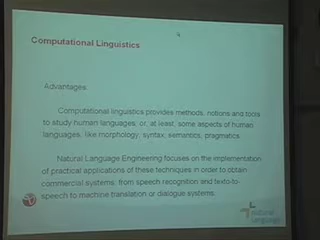 Computational Linguistics
Advantages:
Computational linguistics provides methods, notions and tools
to study human languages, or, at least, some aspects of human
languages, like morphology, syntax, semantics, pragmatics.
Natural Language Engineering focuses on the implementation
of practical applications of these techniques in order to obtain
commercial systems: from speech recognition and texto-to-
speech to machine translation or dialogue systems.
Natural
Language